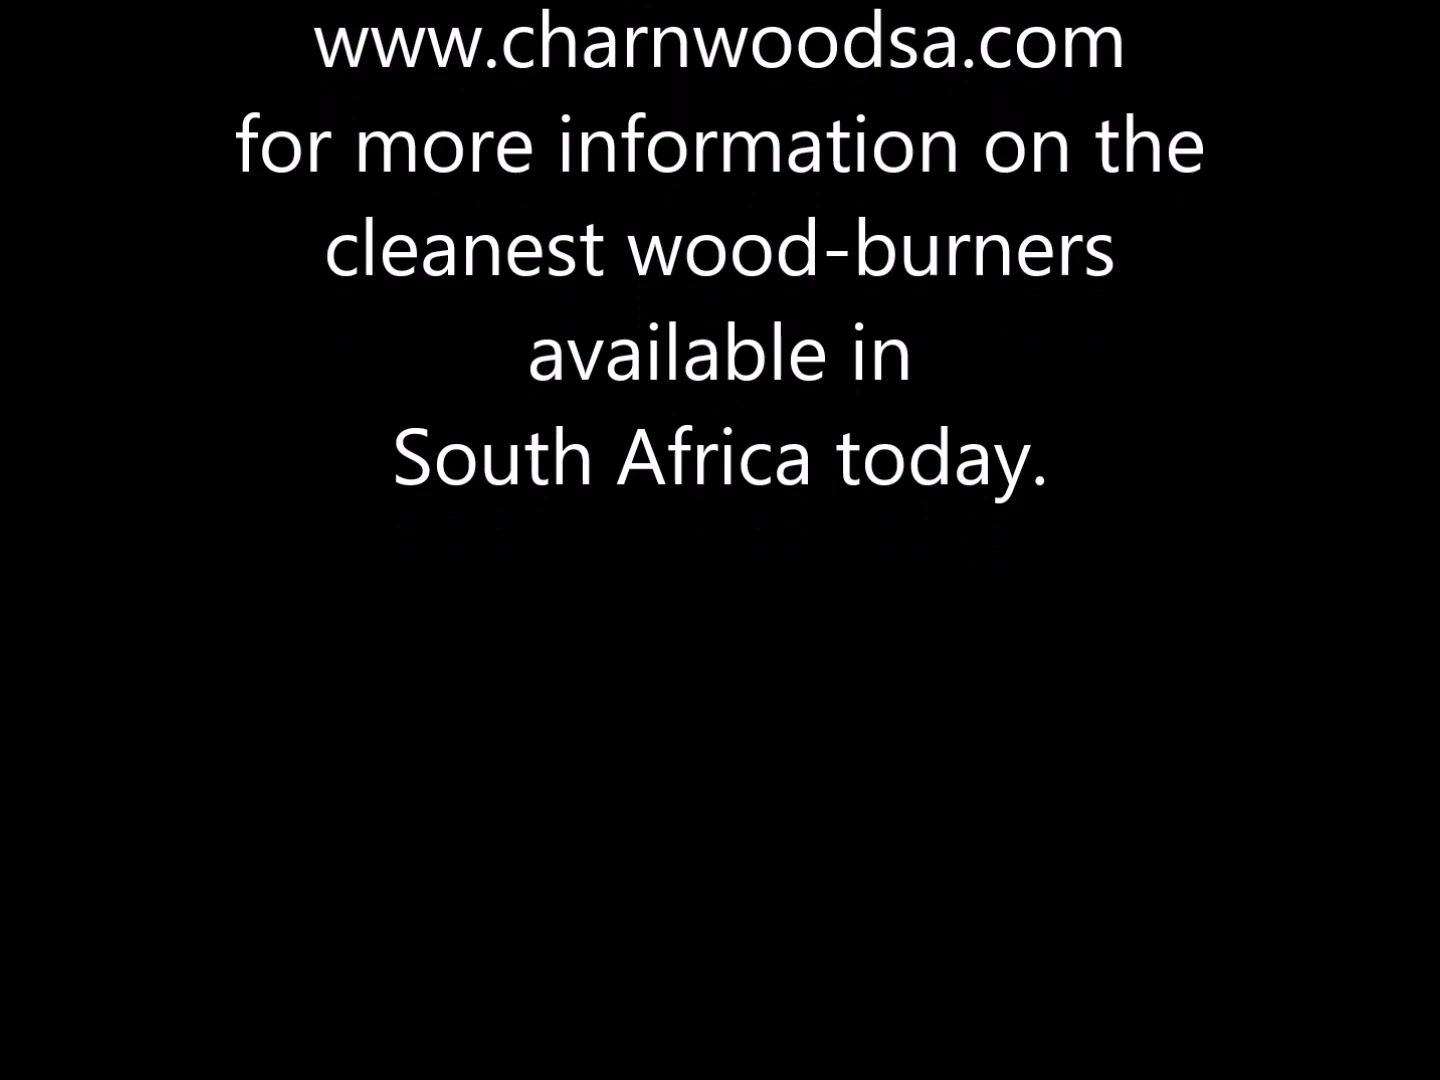 www.charnwoodsa.com
for more information on the
cleanest wood-burners
available in
South Africa today.